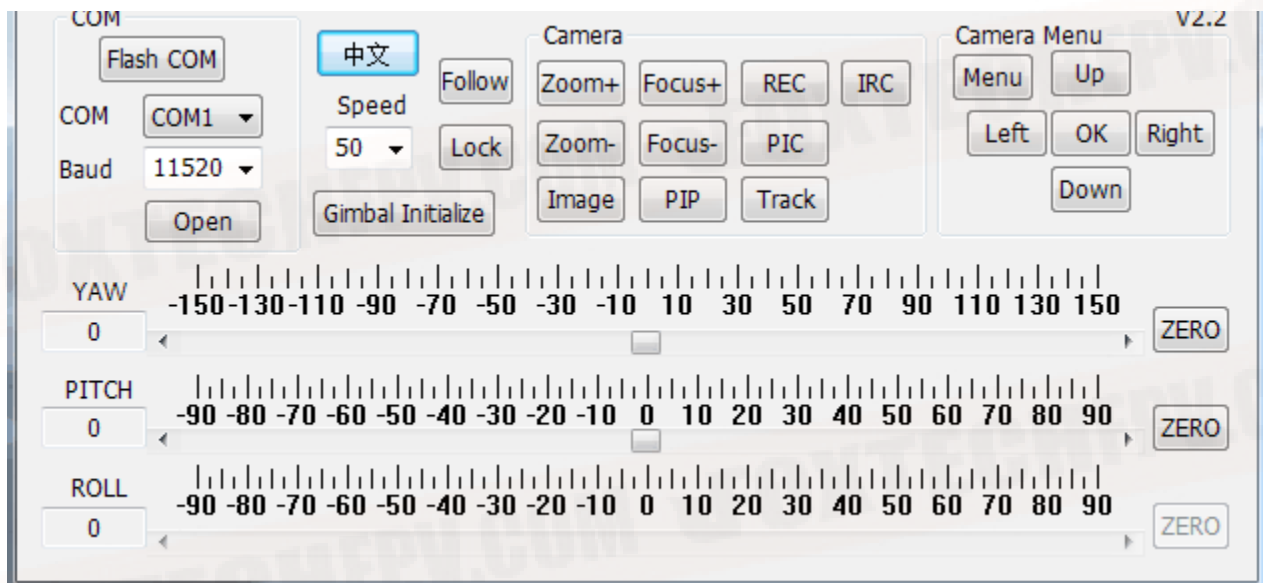 COM
V2.2
Flash COM
COM COM1
Baud 11520
Open
中文
Speed
50
Follow
Lock
Gimbal Initialize
Camera
Zoom+ Focus+ REC IRC
Zoom- Focus- PIC
Image PIP Track
Camera Menu
Menu Up
Left OK Right
Down
YAW
-150 -130 -110 -90 -70 -50 -30 -10 10 30 50 70 90 110 130 150
0 ZERO
PITCH
-90 -80 -70 -60 -50 -40 -30 -20 -10 0 10 20 30 40 50 60 70 80 90
0 ZERO
ROLL
-90 -80 -70 -60 -50 -40 -30 -20 -10 0 10 20 30 40 50 60 70 80 90
0 ZERO